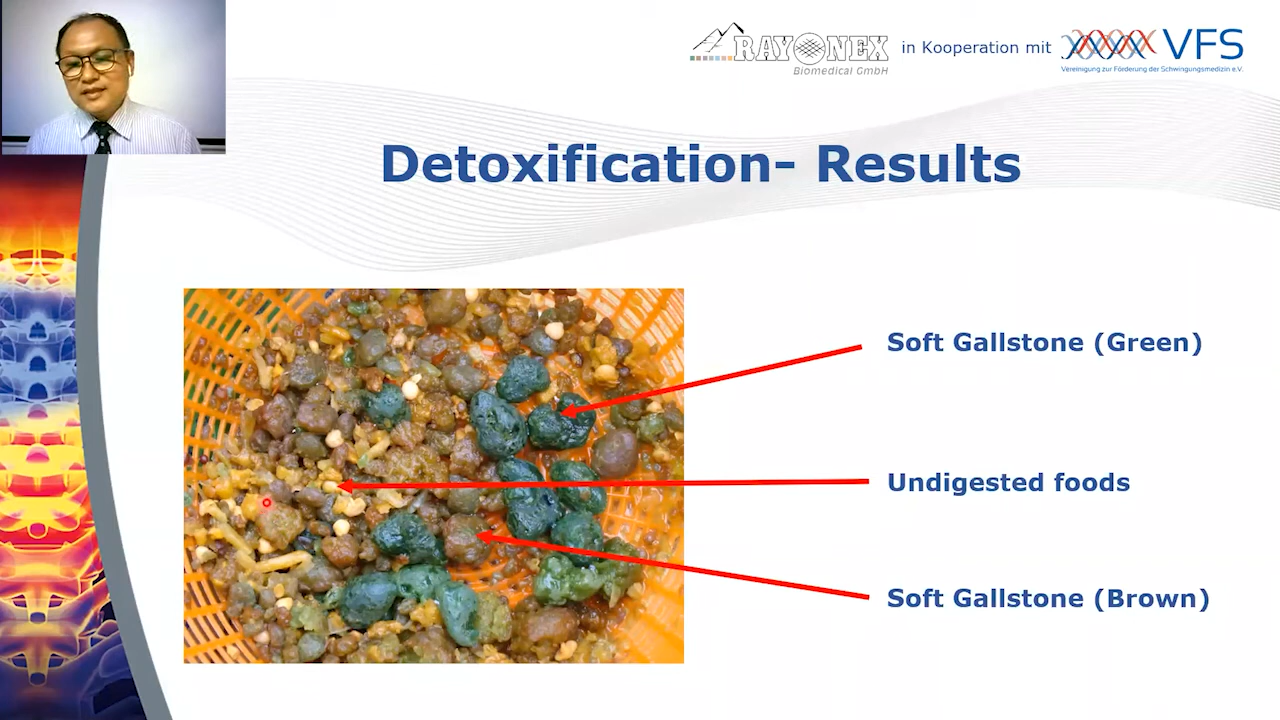 RAYONEX
Biomedical GmbH
in Kooperation mit
VFS
Vereinigung zur Förderung der Schwingungsmedizin e.V.
Detoxification- Results
Soft Gallstone (Green)
Undigested foods
Soft Gallstone (Brown)